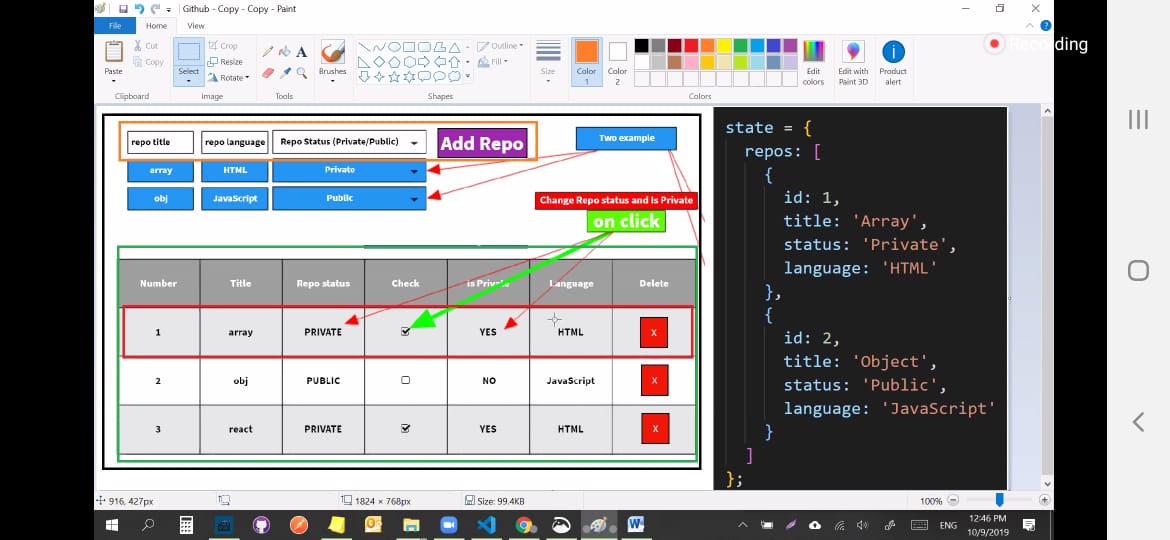 Github - Copy - Copy - Paint
File Home View
Paste
Cut
Copy
Clipboard
Select
Crop
Resize
Rotate
Image
Tools
Brushes
Shapes
Outline
Fill
Size
Color 1
Color 2
Colors
Edit colors
Edit with Paint 3D
Product alert
Recording
repo title repo language Repo Status (Private/Public) Add Repo
array HTML Private
obj JavaScript Public
Two example
Change Repo status and Is Private
on click
Number Title Repo status Check Is Private Language Delete
1 array PRIVATE YES HTML X
2 obj PUBLIC NO JavaScript X
3 react PRIVATE YES HTML X
state = {
repos: [
{
id: 1,
title: 'Array',
status: 'Private',
language: 'HTML'
},
{
id: 2,
title: 'Object',
status: 'Public',
language: 'JavaScript'
}
]
};
916, 427px 1824 × 768px Size: 99.4KB 100%
ENG 12:46 PM
10/9/2019